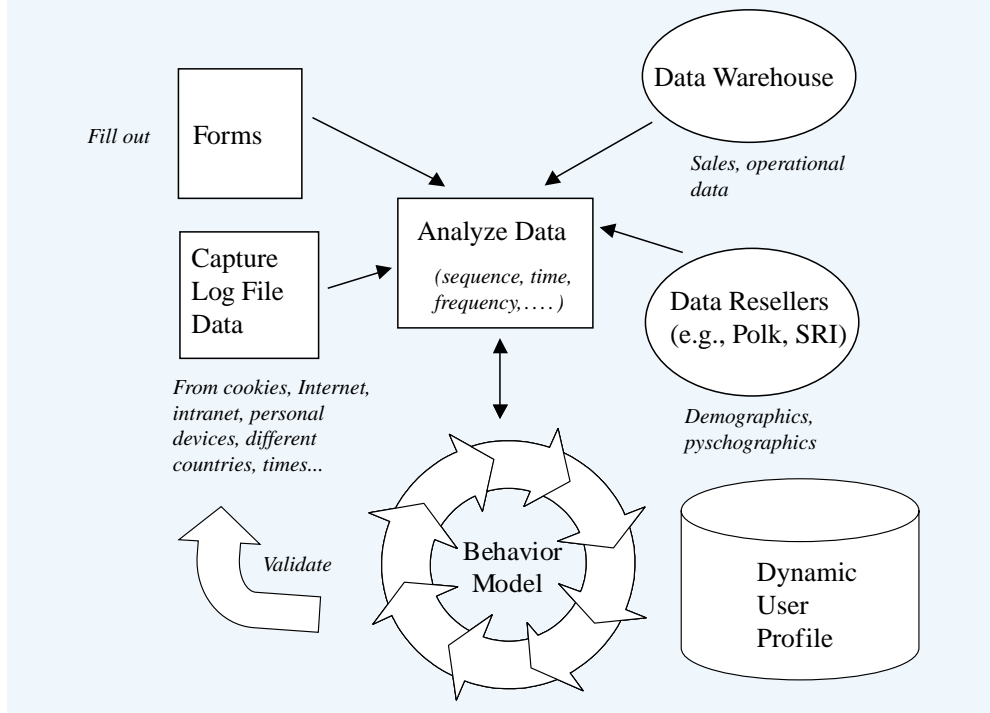 Fill out
Forms
Data Warehouse
Sales, operational
data
Capture
Log File
Data
Analyze Data
(sequence, time,
frequency,....)
Data Resellers
(e.g., Polk, SRI)
From cookies, Internet,
intranet, personal
devices, different
countries, times...
Demographics,
pyschographics
Validate
Behavior
Model
Dynamic
User
Profile